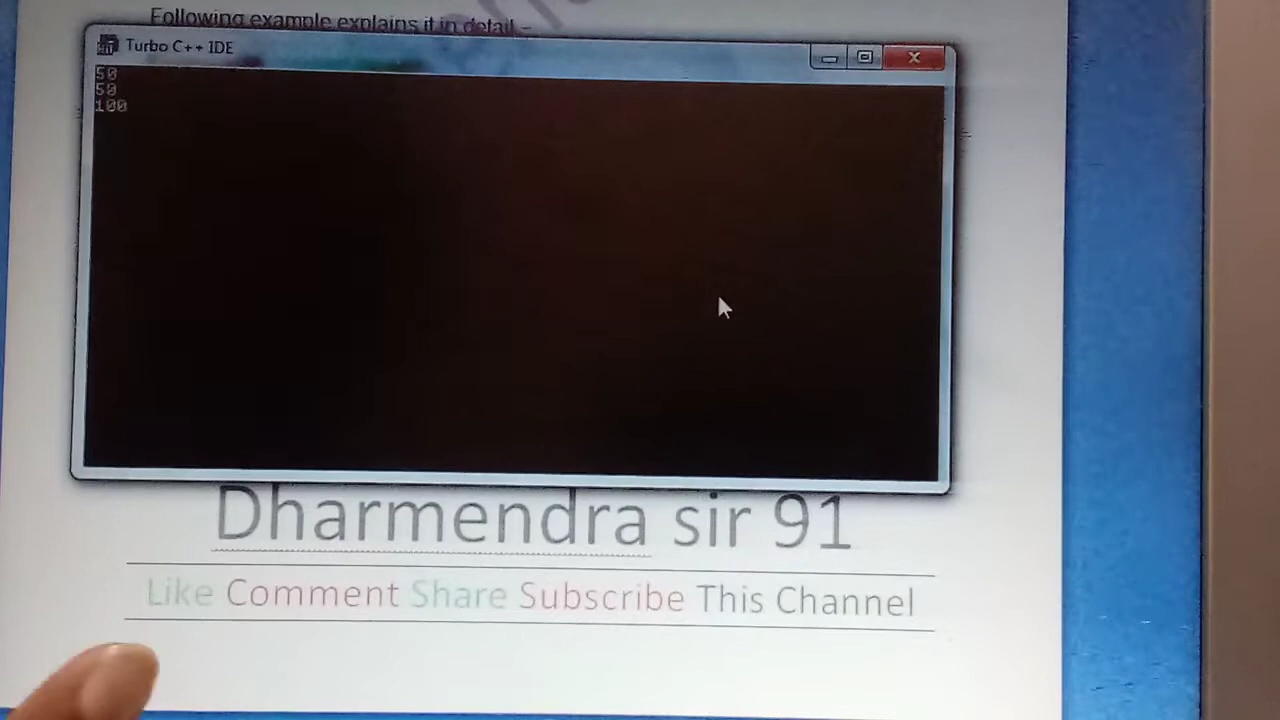 Following example explains it in detail –
Turbo C++ IDE
50
50
100
Dharmendra sir 91
Like Comment Share Subscribe This Channel